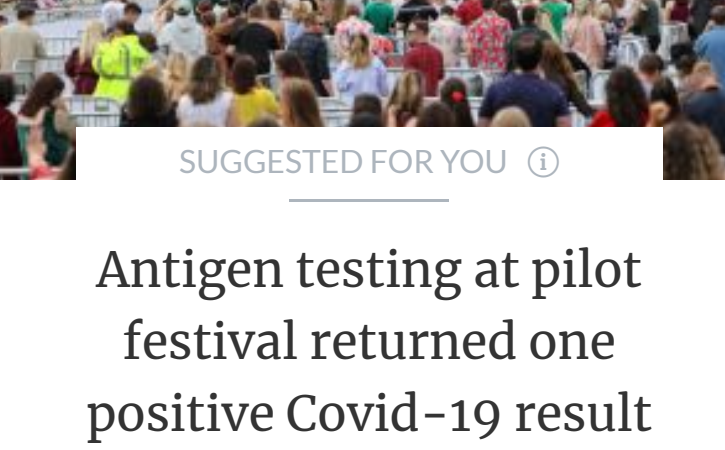 SUGGESTED FOR YOU
Antigen testing at pilot
festival returned one
positive Covid-19 result